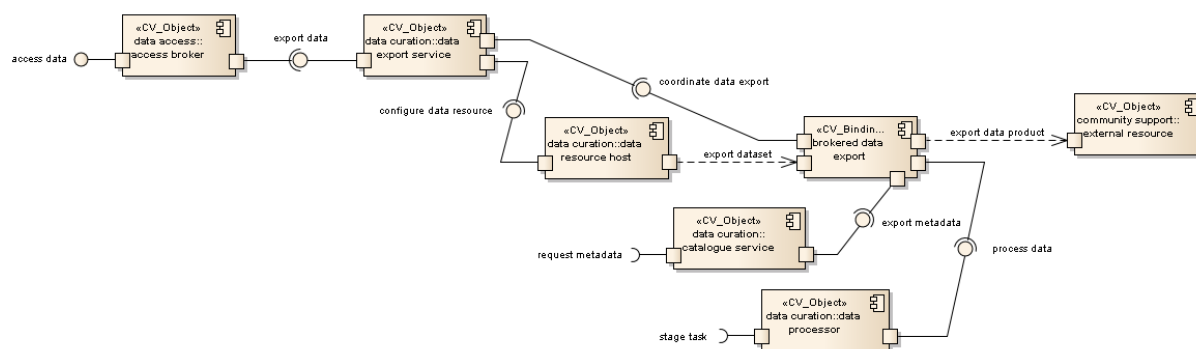 «CV_Object»
data access::
access broker
access data
export data
«CV_Object»
data curation::data
export service
coordinate data export
configure data resource
«CV_Object»
data curation::data
resource host
export dataset
«CV_Bindin...
brokered data
export
export data product
«CV_Object»
community support::
external resource
«CV_Object»
data curation::
catalogue service
request metadata
export metadata
process data
«CV_Object»
data curation::data
processor
stage task